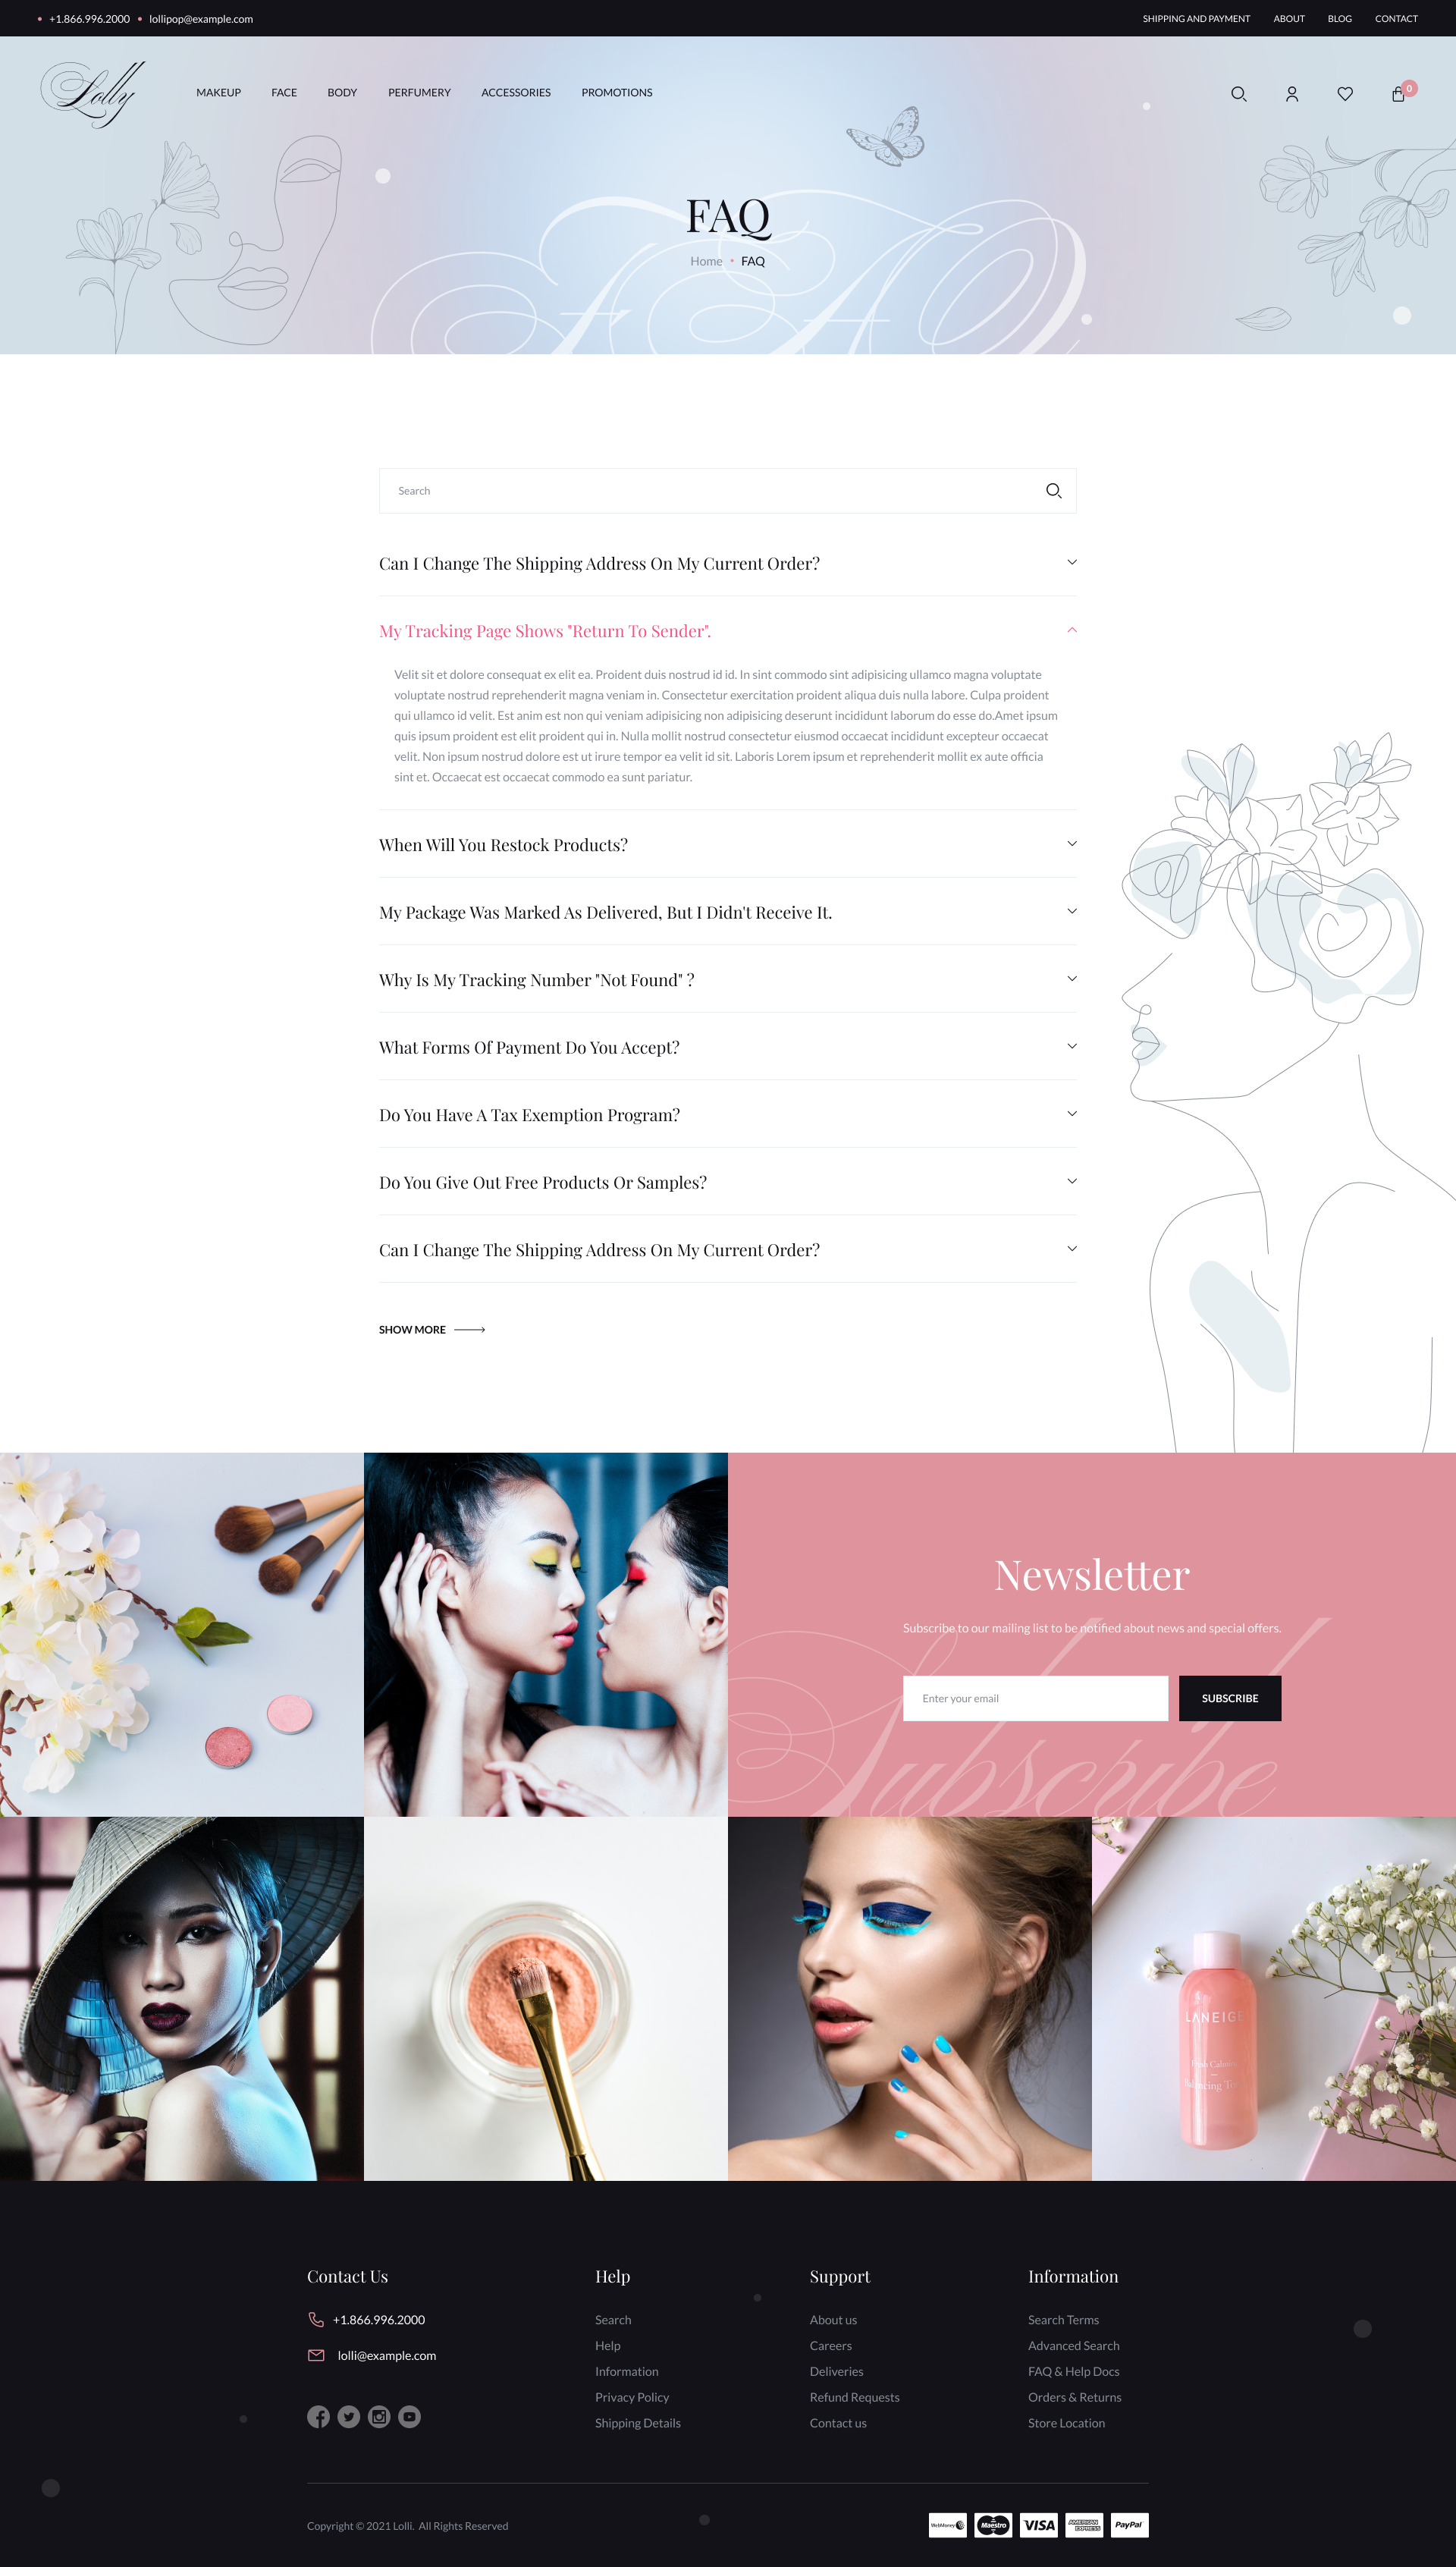 +1.866.996.2000 lollipop@example.com
SHIPPING AND PAYMENT ABOUT BLOG CONTACT
Lolly
MAKEUP FACE BODY PERFUMERY ACCESSORIES PROMOTIONS
0
FAQ
FAQ
Home FAQ
Search
Can I Change The Shipping Address On My Current Order?
My Tracking Page Shows "Return To Sender".
Velit sit et dolore consequat ex elit ea. Proident duis nostrud id id. In sint commodo sint adipisicing ullamco magna voluptate
voluptate nostrud reprehenderit magna veniam in. Consectetur exercitation proident aliqua duis nulla labore. Culpa proident
qui ullamco id velit. Est anim est non qui veniam adipisicing non adipisicing deserunt incididunt laborum do esse do.Amet ipsum
quis ipsum proident est elit proident qui in. Nulla mollit nostrud consectetur eiusmod occaecat incididunt excepteur occaecat
velit. Non ipsum nostrud dolore est ut irure tempor ea velit id sit. Laboris Lorem ipsum et reprehenderit mollit ex aute officia
sint et. Occaecat est occaecat commodo ea sunt pariatur.
When Will You Restock Products?
My Package Was Marked As Delivered, But I Didn't Receive It.
Why Is My Tracking Number "Not Found" ?
What Forms Of Payment Do You Accept?
Do You Have A Tax Exemption Program?
Do You Give Out Free Products Or Samples?
Can I Change The Shipping Address On My Current Order?
SHOW MORE
Newsletter
Subscribe to our mailing list to be notified about news and special offers.
Enter your email
SUBSCRIBE
Subscribe
LANEIGE
Contact Us
+1.866.996.2000
lolli@example.com
Help
Search
Help
Information
Privacy Policy
Shipping Details
Support
About us
Careers
Deliveries
Refund Requests
Contact us
Information
Search Terms
Advanced Search
FAQ & Help Docs
Orders & Returns
Store Location
Copyright © 2021 Lolli. All Rights Reserved
WebMoney Maestro VISA AMERICAN EXPRESS PayPal